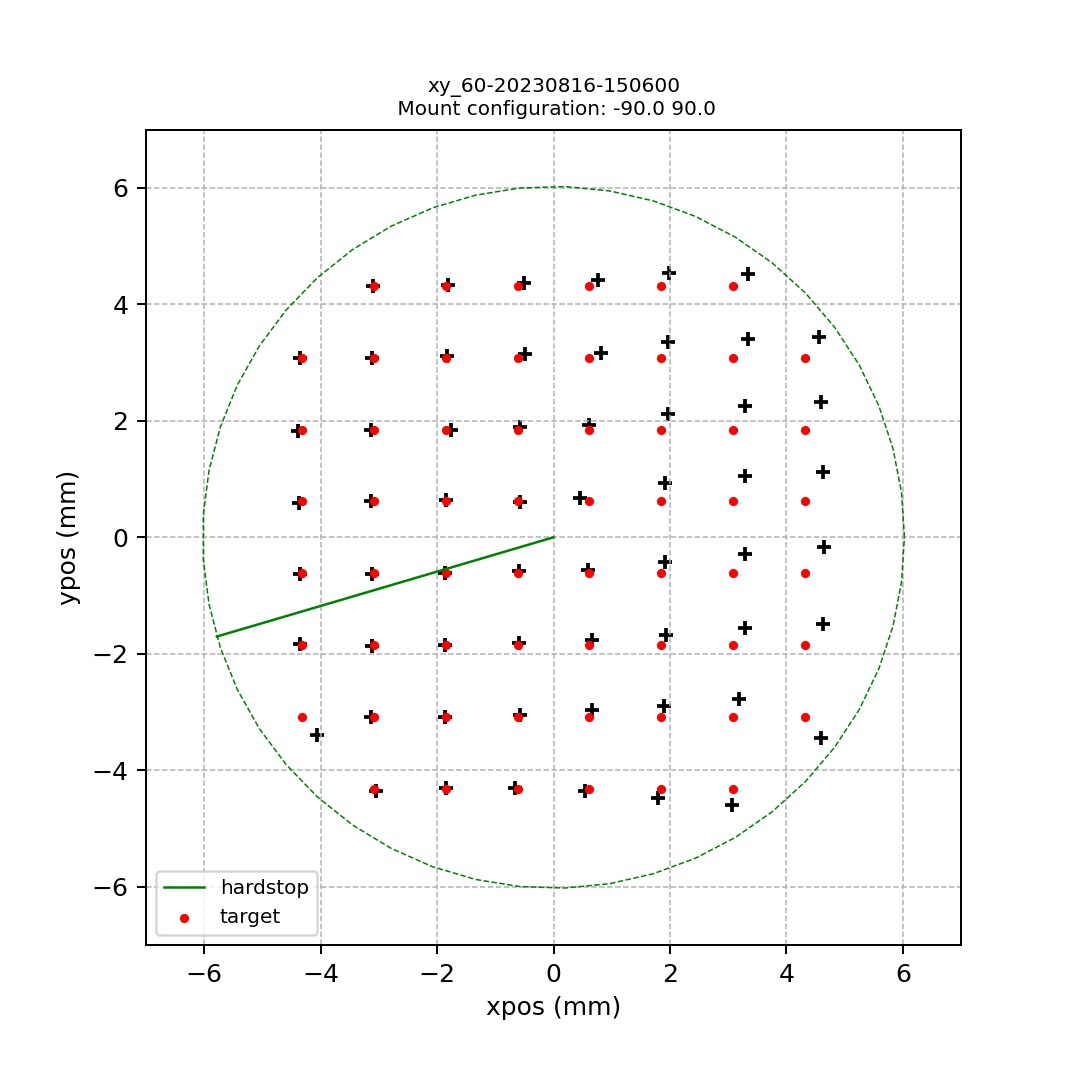 xy_60-20230816-150600
Mount configuration: -90.0 90.0
ypos (mm)
6
4
2
0
−2
−4
−6
hardstop
target
−6 −4 −2 0 2 4 6
xpos (mm)